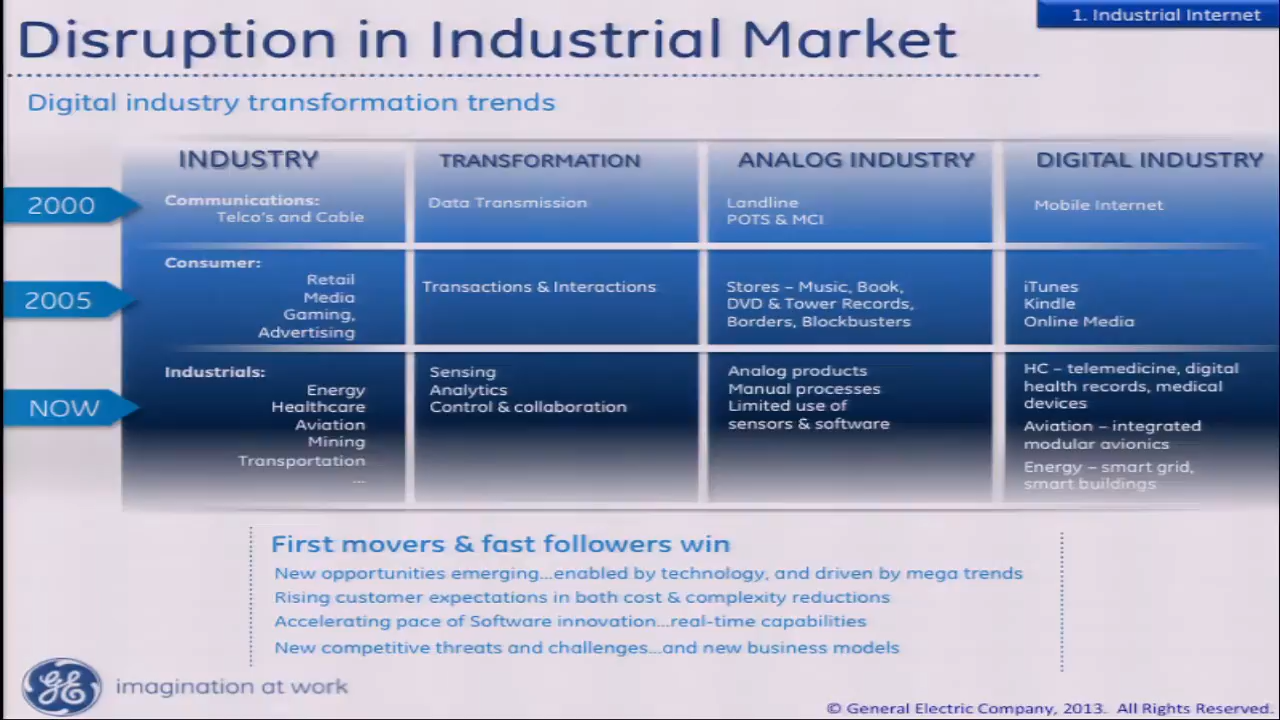 1. Industrial Internet
Disruption in Industrial Market
Digital industry transformation trends
INDUSTRY
TRANSFORMATION
ANALOG INDUSTRY
DIGITAL INDUSTRY
2000
Communications:
Telco's and Cable
Data Transmission
Landline
POTS & MCI
Mobile Internet
2005
Consumer:
Retail
Media
Gaming,
Advertising
Transactions & Interactions
Stores – Music, Book,
DVD & Tower Records,
Borders, Blockbusters
iTunes
Kindle
Online Media
NOW
Industrials:
Energy
Healthcare
Aviation
Mining
Transportation
...
Sensing
Analytics
Control & collaboration
Analog products
Manual processes
Limited use of
sensors & software
HC – telemedicine, digital
health records, medical
devices
Aviation – integrated
modular avionics
Energy – smart grid,
smart buildings
First movers & fast followers win
New opportunities emerging...enabled by technology, and driven by mega trends
Rising customer expectations in both cost & complexity reductions
Accelerating pace of Software innovation...real-time capabilities
New competitive threats and challenges...and new business models
GE
imagination at work
© General Electric Company, 2013. All Rights Reserved.